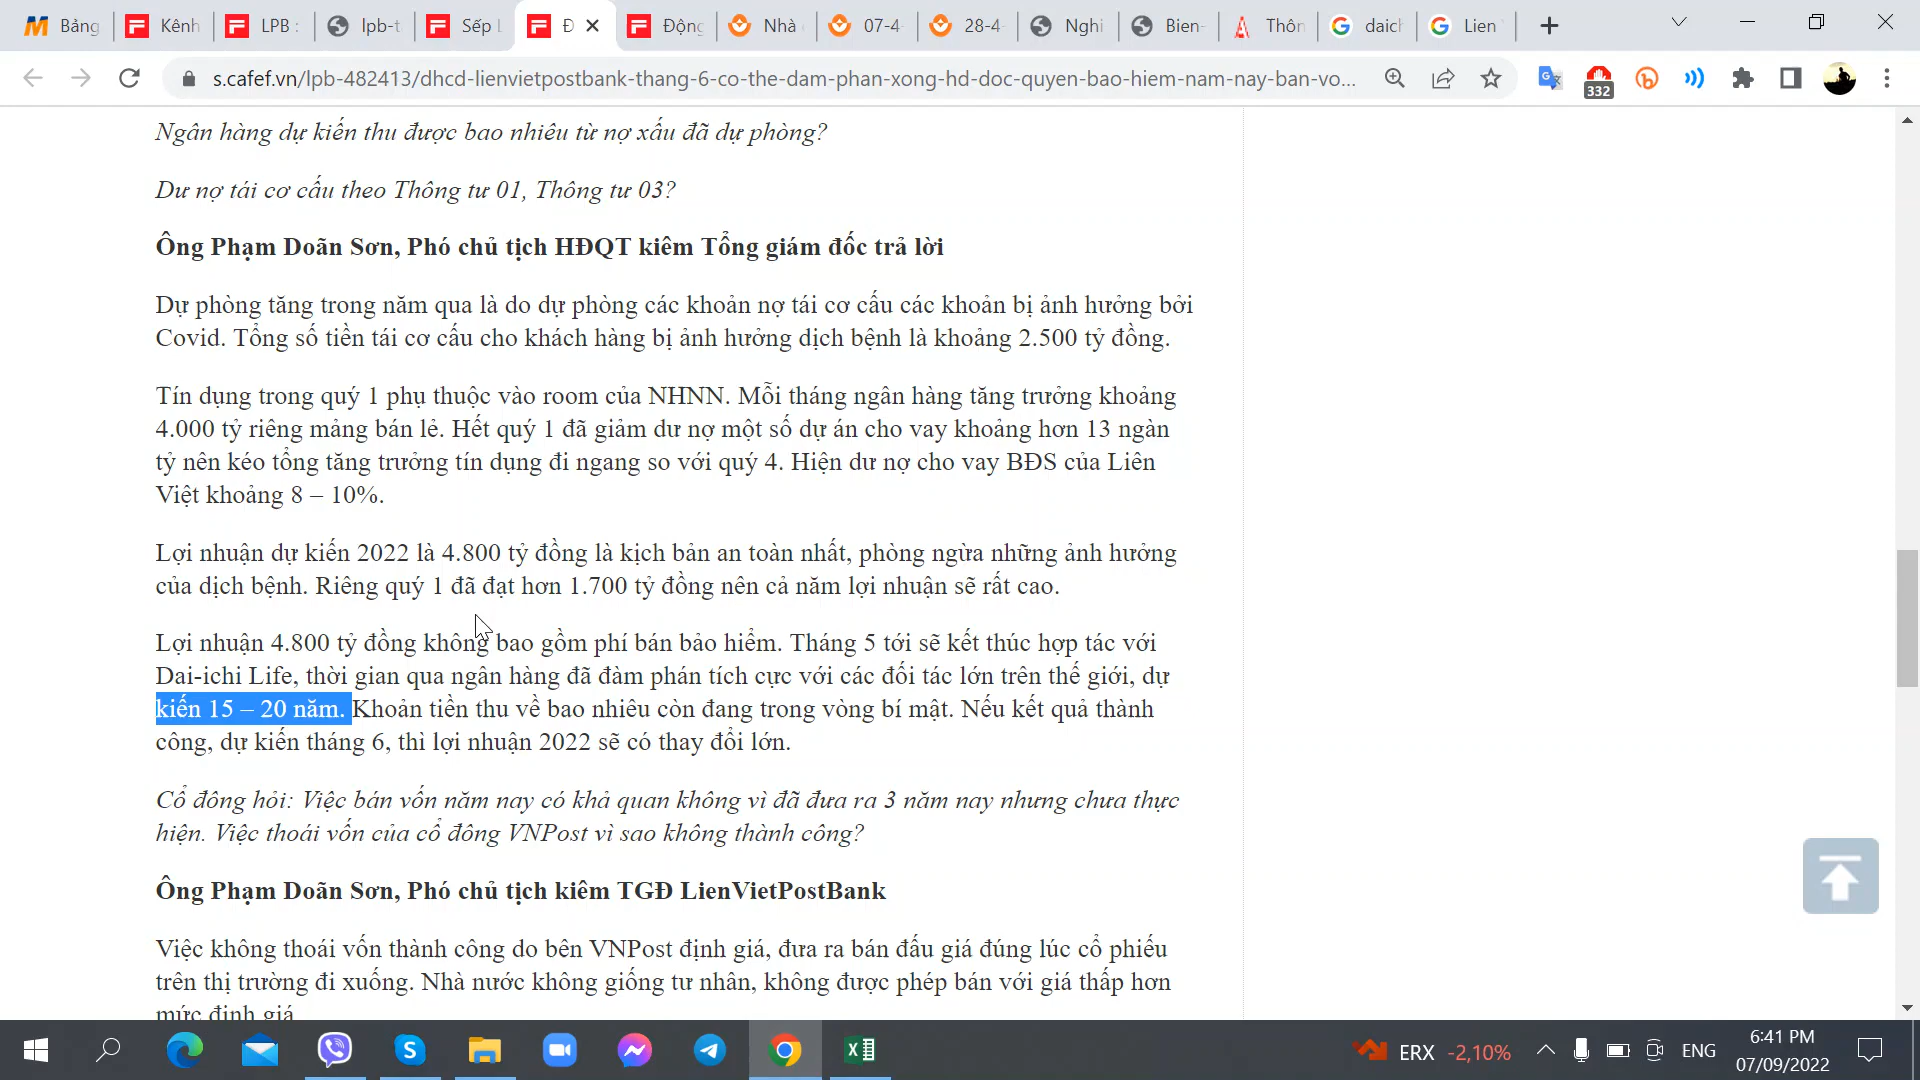 Bảng
Kênh
LPB :
lpb-t
Sếp L
Đ
Động
Nhà
07-4
28-4
Nghi
Bien-
Thôn
daich
Lien
s.cafef.vn/lpb-482413/dhcd-lienvietpostbank-thang-6-co-the-dam-phan-xong-hd-doc-quyen-bao-hiem-nam-nay-ban-vo...
332
Ngân hàng dự kiến thu được bao nhiêu từ nợ xấu đã dự phòng?
Dư nợ tái cơ cấu theo Thông tư 01, Thông tư 03?
Ông Phạm Doãn Sơn, Phó chủ tịch HĐQT kiêm Tổng giám đốc trả lời
Dự phòng tăng trong năm qua là do dự phòng các khoản nợ tái cơ cấu các khoản bị ảnh hưởng bởi
Covid. Tổng số tiền tái cơ cấu cho khách hàng bị ảnh hưởng dịch bệnh là khoảng 2.500 tỷ đồng.
Tín dụng trong quý 1 phụ thuộc vào room của NHNN. Mỗi tháng ngân hàng tăng trưởng khoảng
4.000 tỷ riêng mảng bán lẻ. Hết quý 1 đã giảm dư nợ một số dự án cho vay khoảng hơn 13 ngàn
tỷ nên kéo tổng tăng trưởng tín dụng đi ngang so với quý 4. Hiện dư nợ cho vay BĐS của Liên
Việt khoảng 8 – 10%.
Lợi nhuận dự kiến 2022 là 4.800 tỷ đồng là kịch bản an toàn nhất, phòng ngừa những ảnh hưởng
của dịch bệnh. Riêng quý 1 đã đạt hơn 1.700 tỷ đồng nên cả năm lợi nhuận sẽ rất cao.
Lợi nhuận 4.800 tỷ đồng không bao gồm phí bán bảo hiểm. Tháng 5 tới sẽ kết thúc hợp tác với
Dai-ichi Life, thời gian qua ngân hàng đã đàm phán tích cực với các đối tác lớn trên thế giới, dự
kiến 15 – 20 năm. Khoản tiền thu về bao nhiêu còn đang trong vòng bí mật. Nếu kết quả thành
công, dự kiến tháng 6, thì lợi nhuận 2022 sẽ có thay đổi lớn.
Cổ đông hỏi: Việc bán vốn năm nay có khả quan không vì đã đưa ra 3 năm nay nhưng chưa thực
hiện. Việc thoái vốn của cổ đông VNPost vì sao không thành công?
Ông Phạm Doãn Sơn, Phó chủ tịch kiêm TGĐ LienVietPostBank
Việc không thoái vốn thành công do bên VNPost định giá, đưa ra bán đấu giá đúng lúc cổ phiếu
trên thị trường đi xuống. Nhà nước không giống tư nhân, không được phép bán với giá thấp hơn
mức định giá
ERX -2,10%
ENG
6:41 PM
07/09/2022